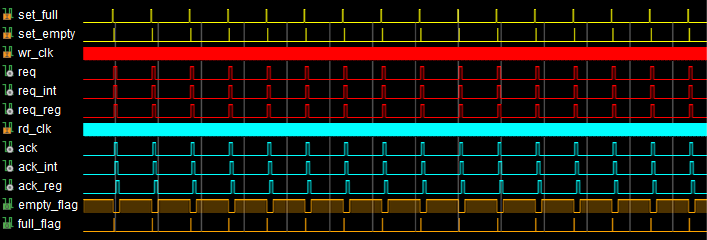 set_full
set_empty
wr_clk
req
req_int
req_reg
rd_clk
ack
ack_int
ack_reg
empty_flag
full_flag